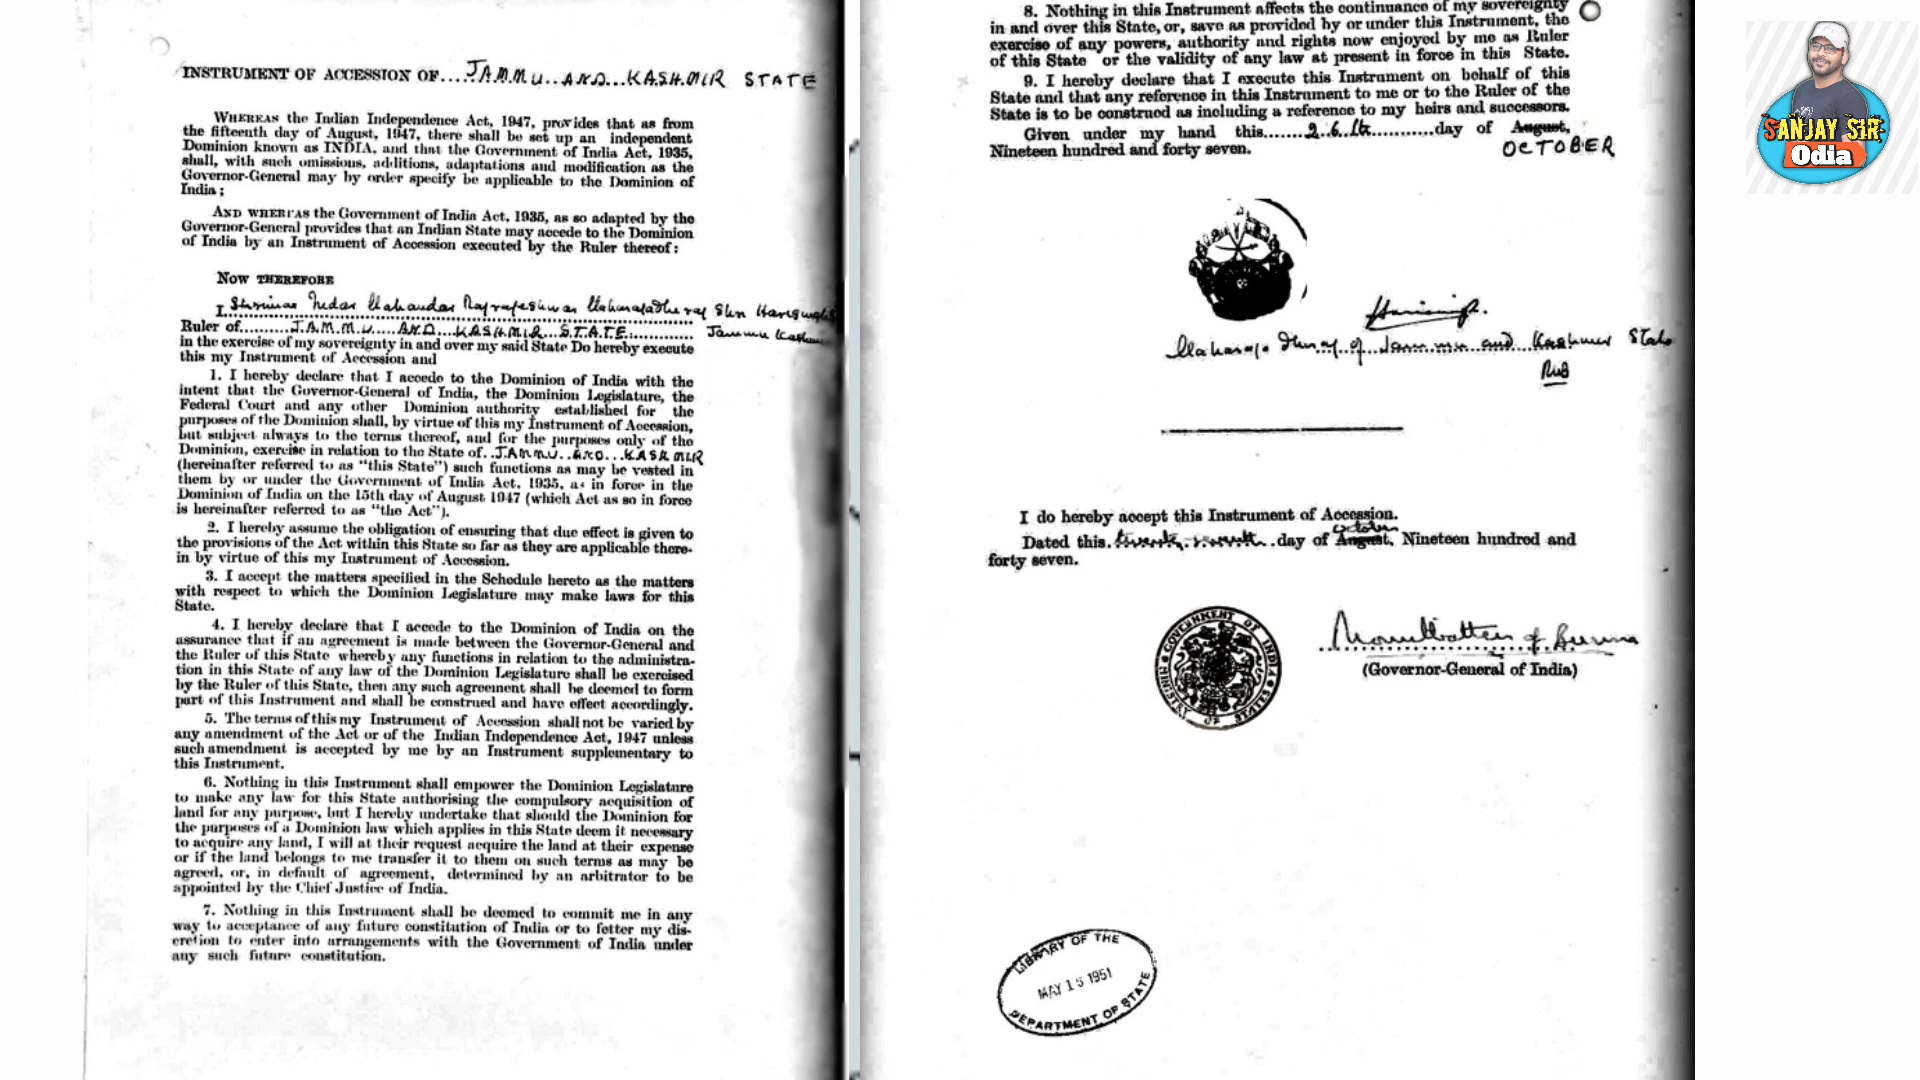 INSTRUMENT OF ACCESSION OF....JAMMU..AND...KASHMIR STATE
WHEREAS the Indian Independence Act, 1947, provides that as from
the fifteenth day of August, 1947, there shall be set up an independent
Dominion known as INDIA, and that the Government of India Act, 1935,
shall, with such omissions, additions, adaptations and modification as the
Governor-General may by order specify be applicable to the Dominion of
India;
AND WHEREAS the Government of India Act, 1935, as so adapted by the
Governor-General provides that an Indian State may accede to the Dominion
of India by an Instrument of Accession executed by the Ruler thereof:
NOW THEREFORE
I Shriman Indar Mahandar Rajrajeshwar Maharajadhiraj Shri Harisinghji
Ruler of..........JAMMU.....AND...KASHMIR...STATE.............. Jammu
in the exercise of my sovereignty in and over my said State Do hereby execute
this my Instrument of Accession and
1. I hereby declare that I accede to the Dominion of India with the
intent that the Governor-General of India, the Dominion Legislature, the
Federal Court and any other Dominion authority established for the
purposes of the Dominion shall, by virtue of this my Instrument of Accession,
but subject always to the terms thereof, and for the purposes only of the
Dominion, exercise in relation to the State of..JAMMU..AND...KASHMIR
(hereinafter referred to as "this State") such functions as may be vested in
them by or under the Government of India Act, 1935, as in force in the
Dominion of India on the 15th day of August 1947 (which Act as so in force
is hereinafter referred to as "the Act").
2. I hereby assume the obligation of ensuring that due effect is given to
the provisions of the Act within this State so far as they are applicable there-
in by virtue of this my Instrument of Accession.
3. I accept the matters specified in the Schedule hereto as the matters
with respect to which the Dominion Legislature may make laws for this
State.
4. I hereby declare that I accede to the Dominion of India on the
assurance that if an agreement is made between the Governor-General and
the Ruler of this State whereby any functions in relation to the administra-
tion in this State of any law of the Dominion Legislature shall be exercised
by the Ruler of this State, then any such agreement shall be deemed to form
part of this Instrument and shall be construed and have effect accordingly.
5. The terms of this my Instrument of Accession shall not be varied by
any amendment of the Act or of the Indian Independence Act, 1947 unless
such amendment is accepted by me by an Instrument supplementary to
this Instrument.
6. Nothing in this Instrument shall empower the Dominion Legislature
to make any law for this State authorising the compulsory acquisition of
land for any purpose, but I hereby undertake that should the Dominion for
the purposes of a Dominion law which applies in this State deem it necessary
to acquire any land, I will at their request acquire the land at their expense
or if the land belongs to me transfer it to them on such terms as may be
agreed, or, in default of agreement, determined by an arbitrator to be
appointed by the Chief Justice of India.
7. Nothing in this Instrument shall be deemed to commit me in any
way to acceptance of any future constitution of India or to fetter my dis-
cretion to enter into arrangements with the Government of India under
any such future constitution.
8. Nothing in this Instrument affects the continuance of my sovereignty
in and over this State, or, save as provided by or under this Instrument, the
exercise of any powers, authority and rights now enjoyed by me as Ruler
of this State or the validity of any law at present in force in this State.
9. I hereby declare that I execute this Instrument on behalf of this
State and that any reference in this Instrument to me or to the Ruler of the
State is to be construed as including a reference to my heirs and successors.
Given under my hand this.......26th...........day of August,
OCTOBER
Nineteen hundred and forty seven.
Harisingh
Maharajadhiraj of Jammu and Kashmir State
I do hereby accept this Instrument of Accession.
October
Dated this.twenty seventh..day of August, Nineteen hundred and
forty seven.
GOVERNMENT OF INDIA
MINISTRY OF STATES
Mountbatten of Burma
(Governor-General of India)
LIBRARY OF THE
MAY 15 1951
DEPARTMENT OF STATE
SANJAY SIR
Odia